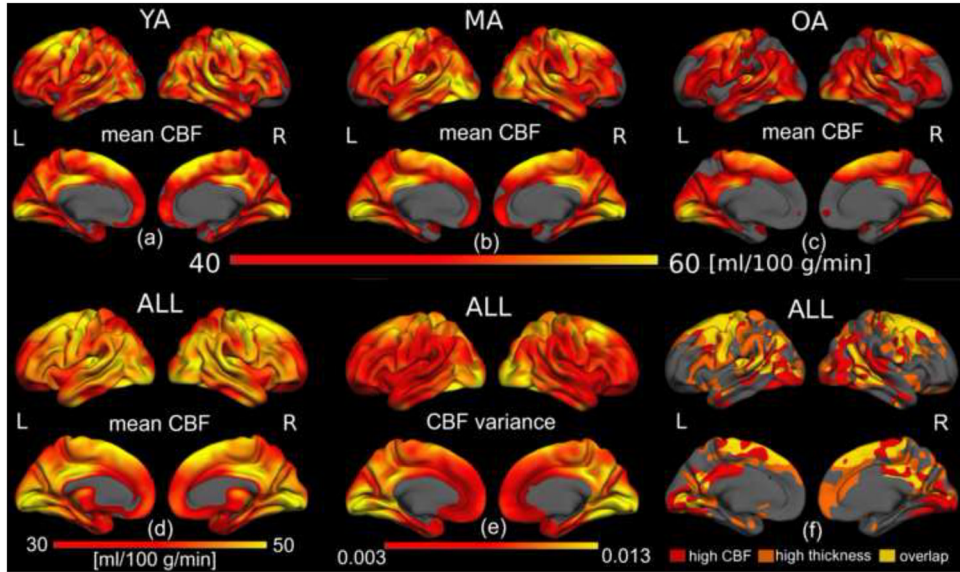 YA MA OA
L mean CBF R L mean CBF R L mean CBF R
(a) (b) (c)
40 60 [ml/100 g/min]
ALL ALL ALL
L mean CBF R CBF variance L R
(d) (e) (f)
30 50 0.003 0.013 high CBF high thickness overlap
[ml/100 g/min]